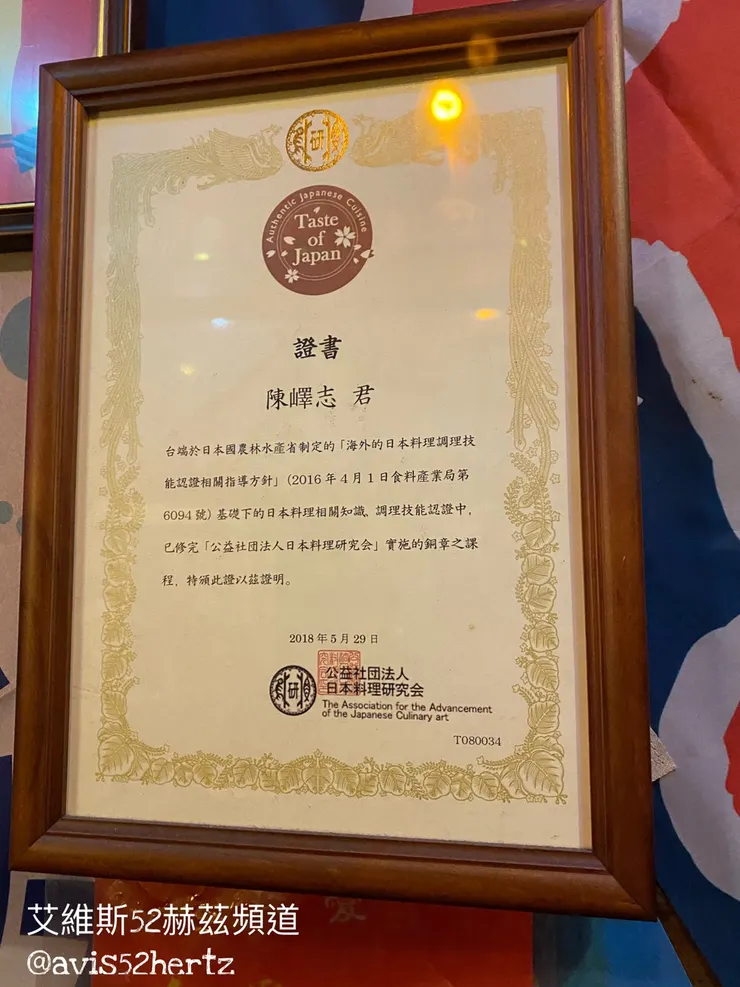 Authentic Japanese Cuisine
Taste
of
Japan
證書
陳嶧志 君
台端於日本國農林水產省制定的「海外的日本料理調理技
能認證相關指導方針」(2016年4月1日食料產業局第
6094號)基礎下的日本料理相關知識、調理技能認證中,
已修完「公益社団法人日本料理研究会」實施的銅章之課
程,特頒此證以茲證明。
2018年5月29日
公益社団法人
日本料理研究会
The Association for the Advancement
of the Japanese Culinary art
T080034
艾維斯52赫茲頻道
@avis52hertz